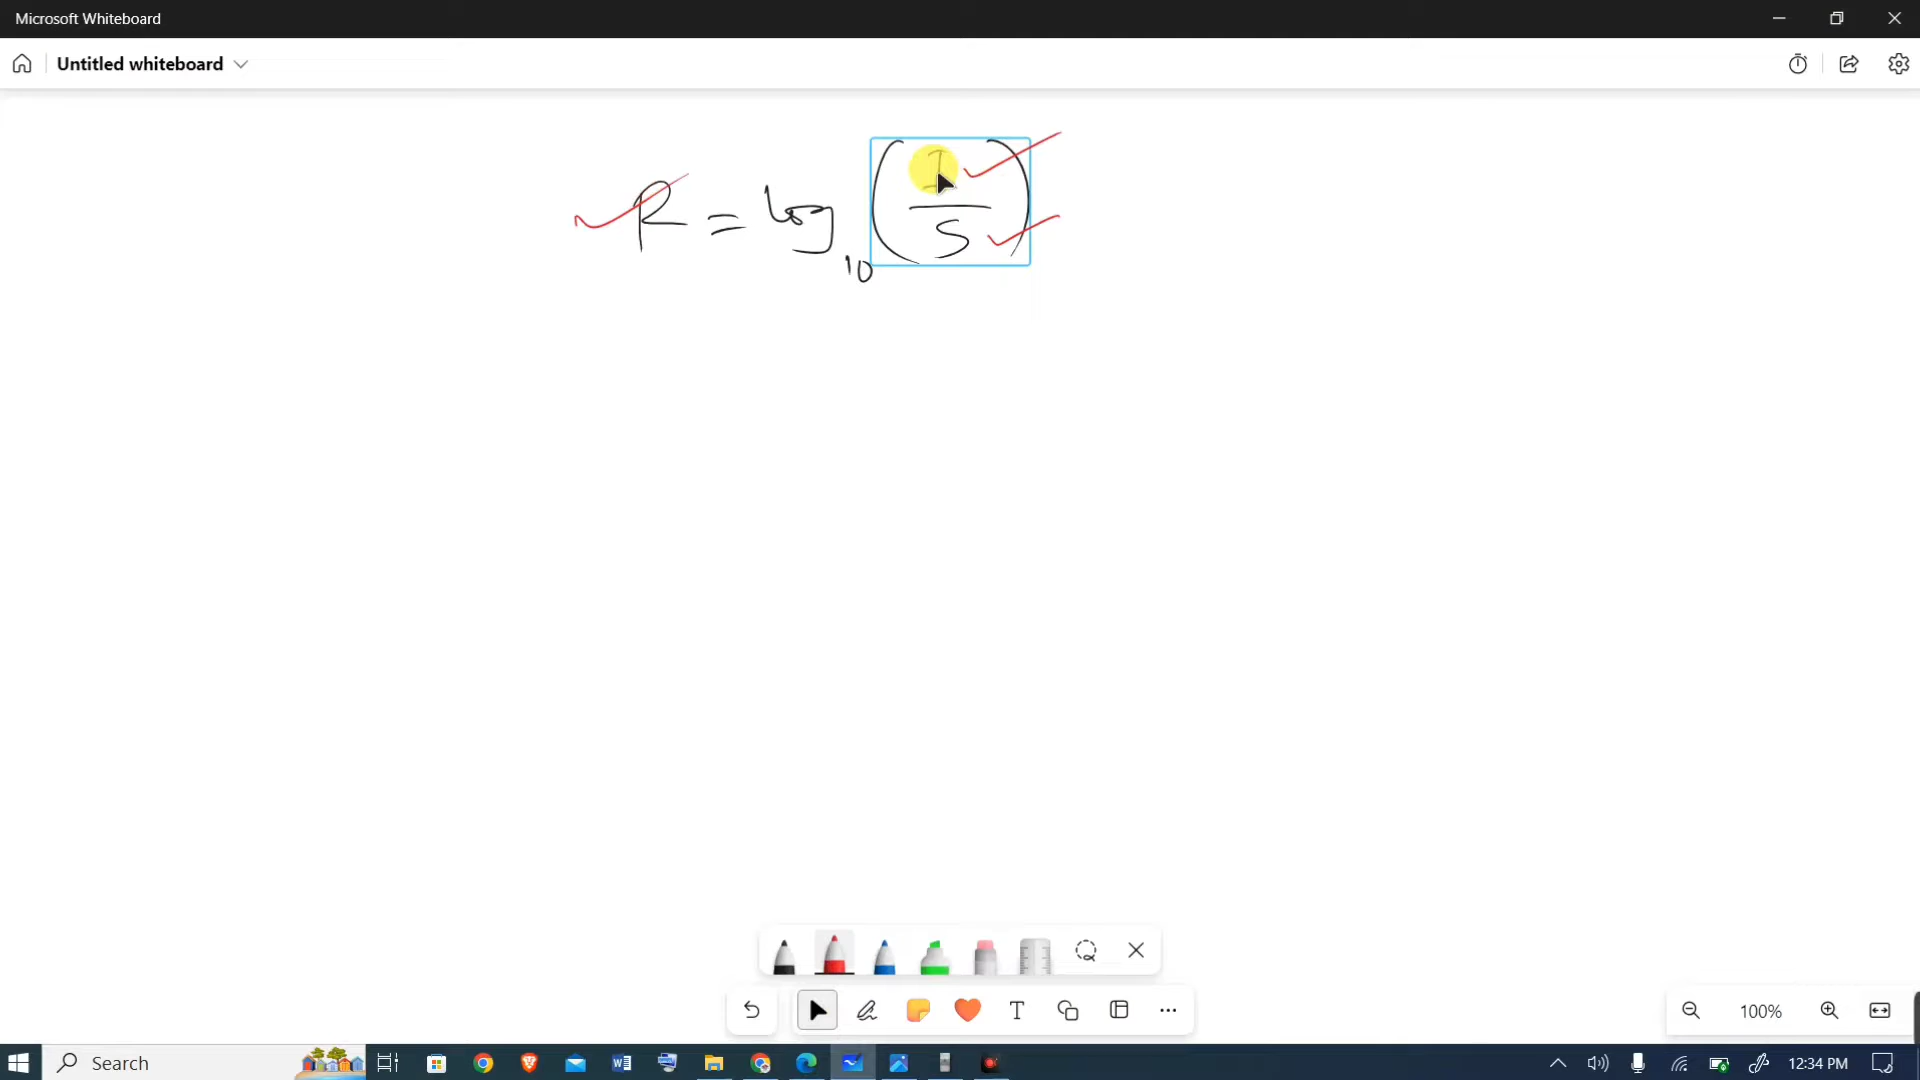 Microsoft Whiteboard
Untitled whiteboard
R = log₁₀ (I/S)
100%
Search
12:34 PM